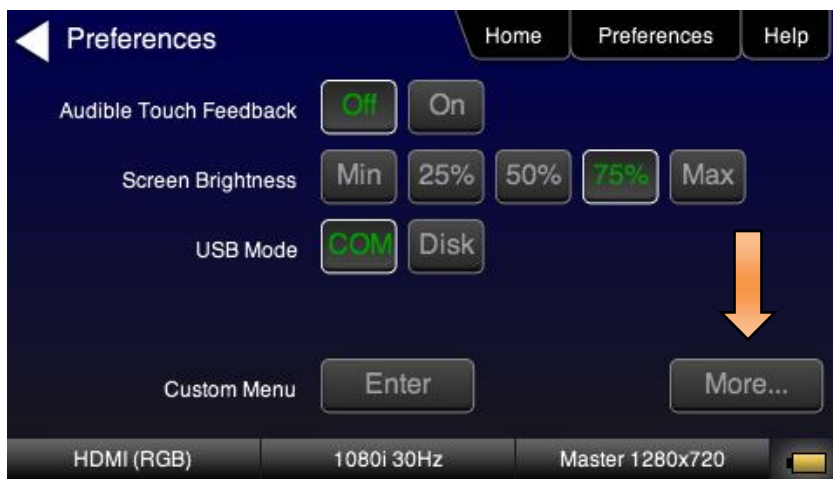 Preferences Home Preferences Help
Audible Touch Feedback Off On
Screen Brightness Min 25% 50% 75% Max
USB Mode COM Disk
Custom Menu Enter More...
HDMI (RGB) 1080i 30Hz Master 1280x720